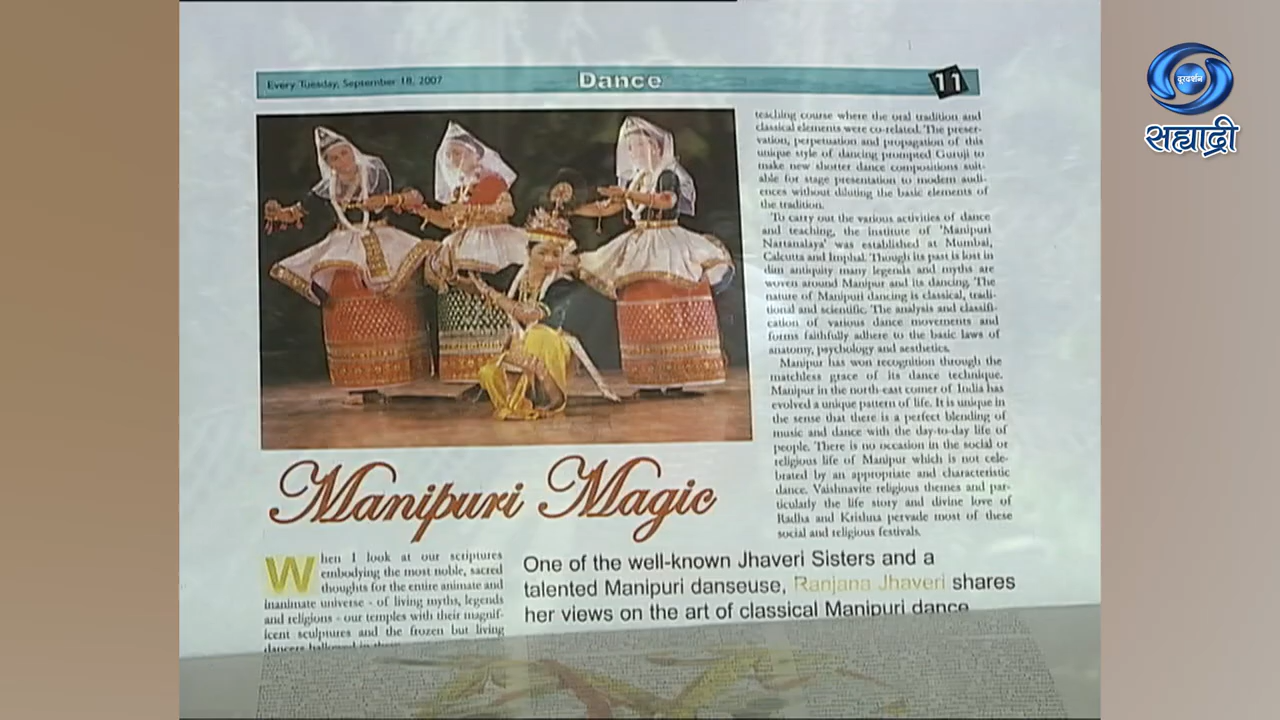 Every Tuesday, September 18, 2007
Dance
11
teaching course where the oral tradition and
classical elements were co-related. The preser-
vation, perpetuation and propagation of this
unique style of dancing prompted Guruji to
make new shorter dance compositions suit-
able for stage presentation to modern audi-
ences without diluting the basic elements of
the tradition.
To carry out the various activities of dance
and teaching, the institute of 'Manipuri
Nartanalaya' was established at Mumbai,
Calcutta and Imphal. Though its past is lost in
dim antiquity many legends and myths are
woven around Manipur and its dancing. The
nature of Manipuri dancing is classical, tradi-
tional and scientific. The analysis and classifi-
cation of various dance movements and
forms faithfully adhere to the basic laws of
anatomy, psychology and aesthetics.
Manipur has won recognition through the
matchless grace of its dance technique.
Manipur in the north-east corner of India has
evolved a unique pattern of life. It is unique in
the sense that there is a perfect blending of
music and dance with the day-to-day life of
people. There is no occasion in the social or
religious life of Manipur which is not cele-
brated by an appropriate and characteristic
dance. Vaishnavite religious themes and par-
ticularly the life story and divine love of
Radha and Krishna pervade most of these
social and religious festivals.
Manipuri Magic
When I look at our scriptures
embodying the most noble, sacred
thoughts for the entire animate and
inanimate universe - of living myths, legends
and religions - our temples with their magnif-
icent sculptures and the frozen but living
dancers
One of the well-known Jhaveri Sisters and a
talented Manipuri danseuse, Ranjana Jhaveri shares
her views on the art of classical Manipuri dance
दूरदर्शन
सह्याद्री